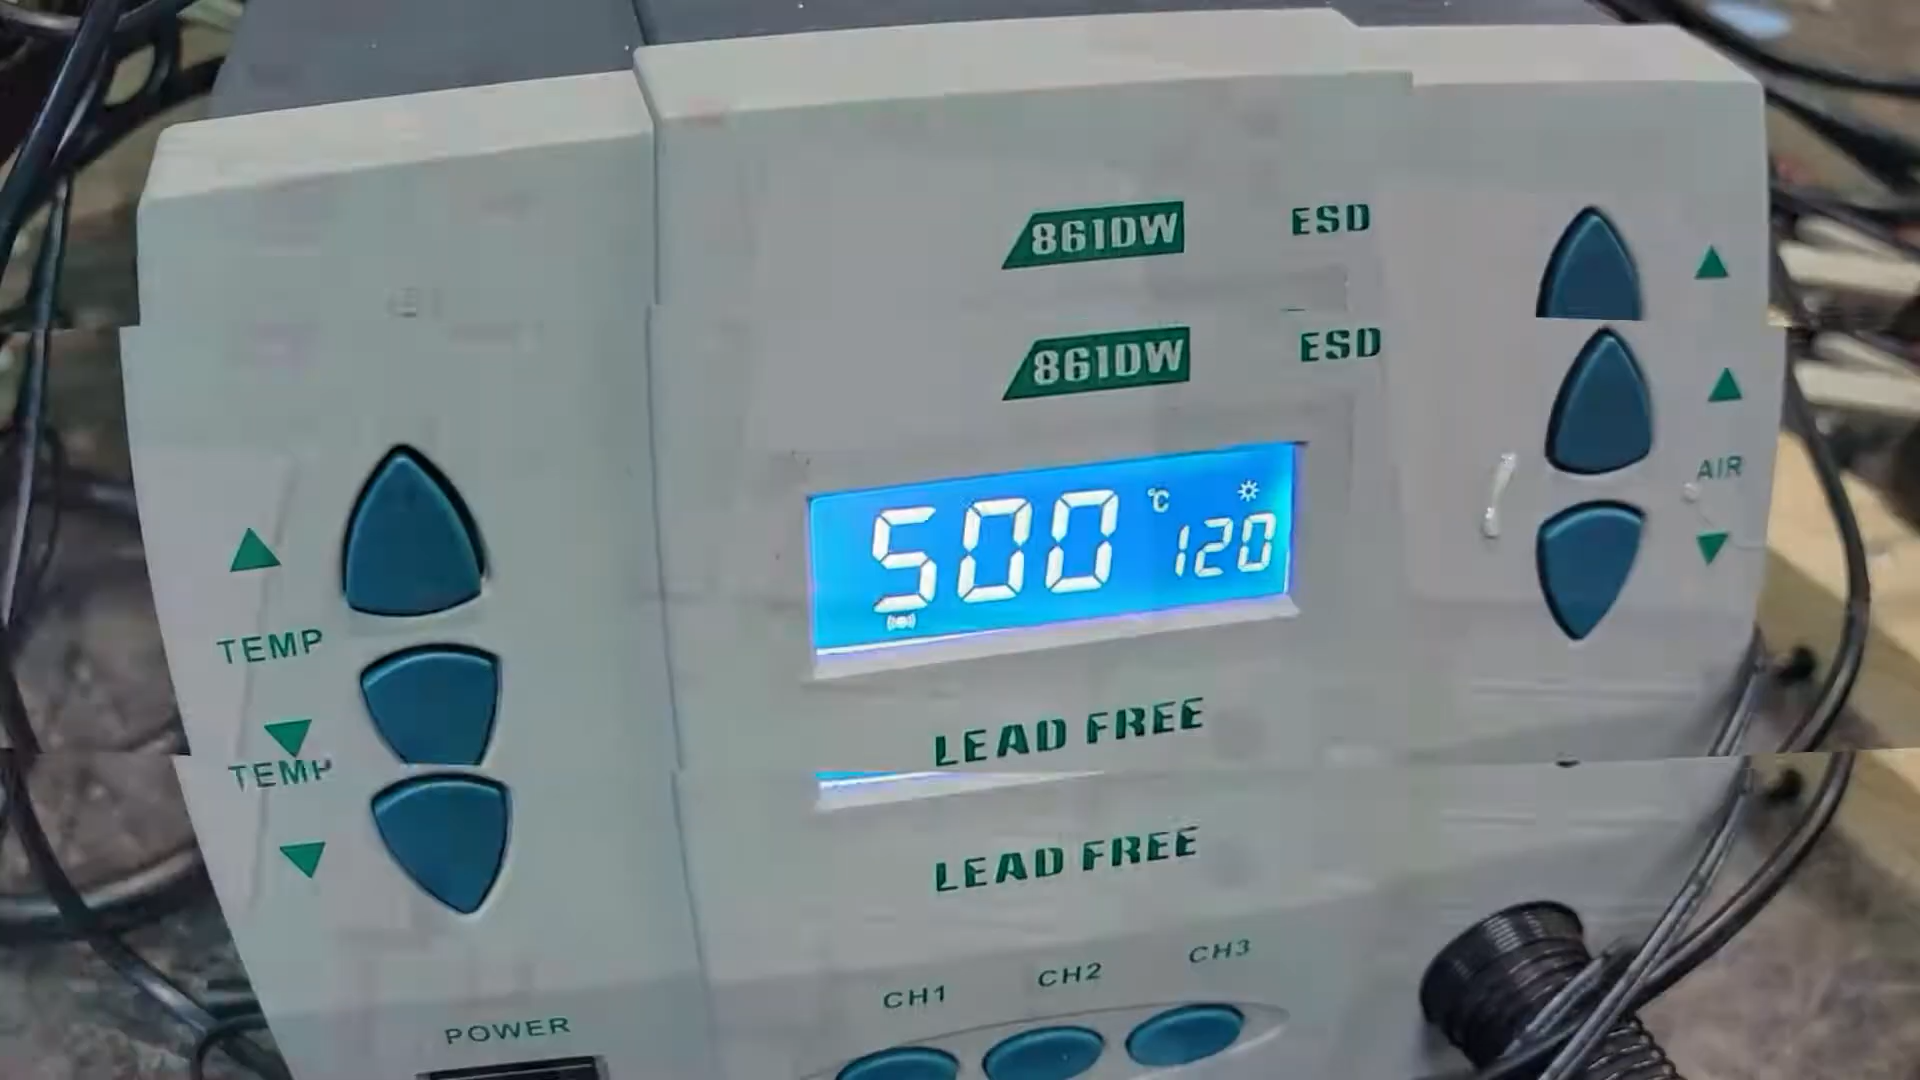 861DW ESD
861DW ESD
AIR
500 °C 120
TEMP
LEAD FREE
TEMP
LEAD FREE
CH1 CH2 CH3
POWER